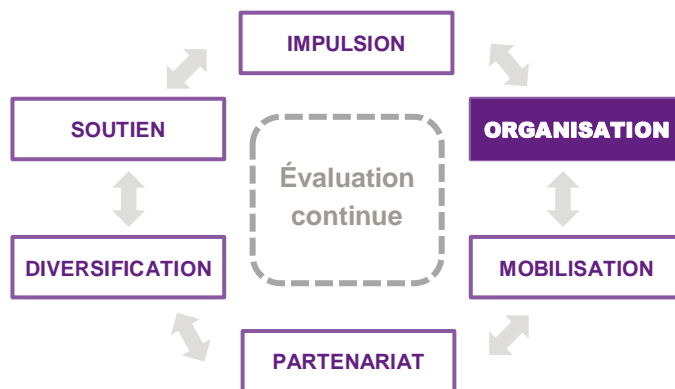 IMPULSION
SOUTIEN
ORGANISATION
Évaluation
continue
DIVERSIFICATION
MOBILISATION
PARTENARIAT